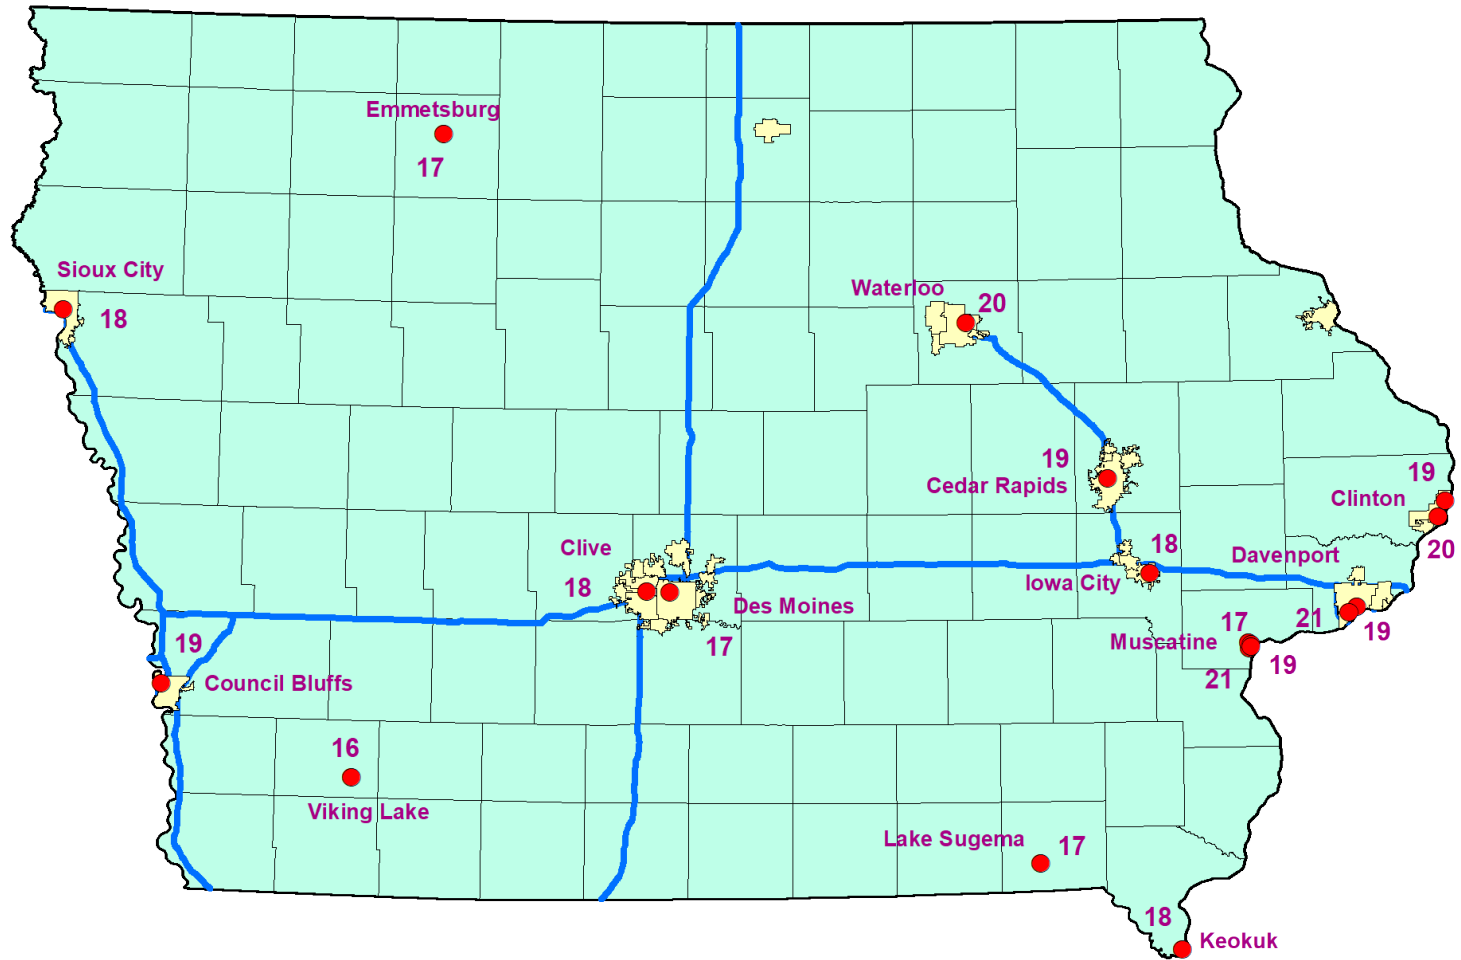 Emmetsburg
17
Sioux City
18
Waterloo
20
19
Cedar Rapids
19
Clinton
20
Clive
18
Des Moines
17
18
Iowa City
Davenport
21
19
17
Muscatine
19
21
19
Council Bluffs
16
Viking Lake
Lake Sugema
17
18
Keokuk